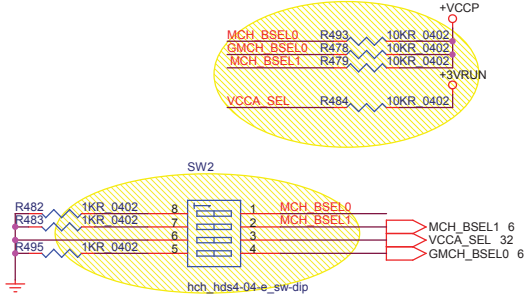 +VCCP
MCH_BSEL0 R493 10KR_0402
GMCH_BSEL0 R478 10KR_0402
MCH_BSEL1 R479 10KR_0402
+3VRUN
VCCA_SEL R484 10KR_0402
SW2
R482 1KR_0402 8 1 MCH_BSEL0
R483 1KR_0402 7 2 MCH_BSEL1 MCH_BSEL1 6
6 3 VCCA_SEL 32
R495 1KR_0402 5 4 GMCH_BSEL0 6
hch_hds4-04-e_sw-dip